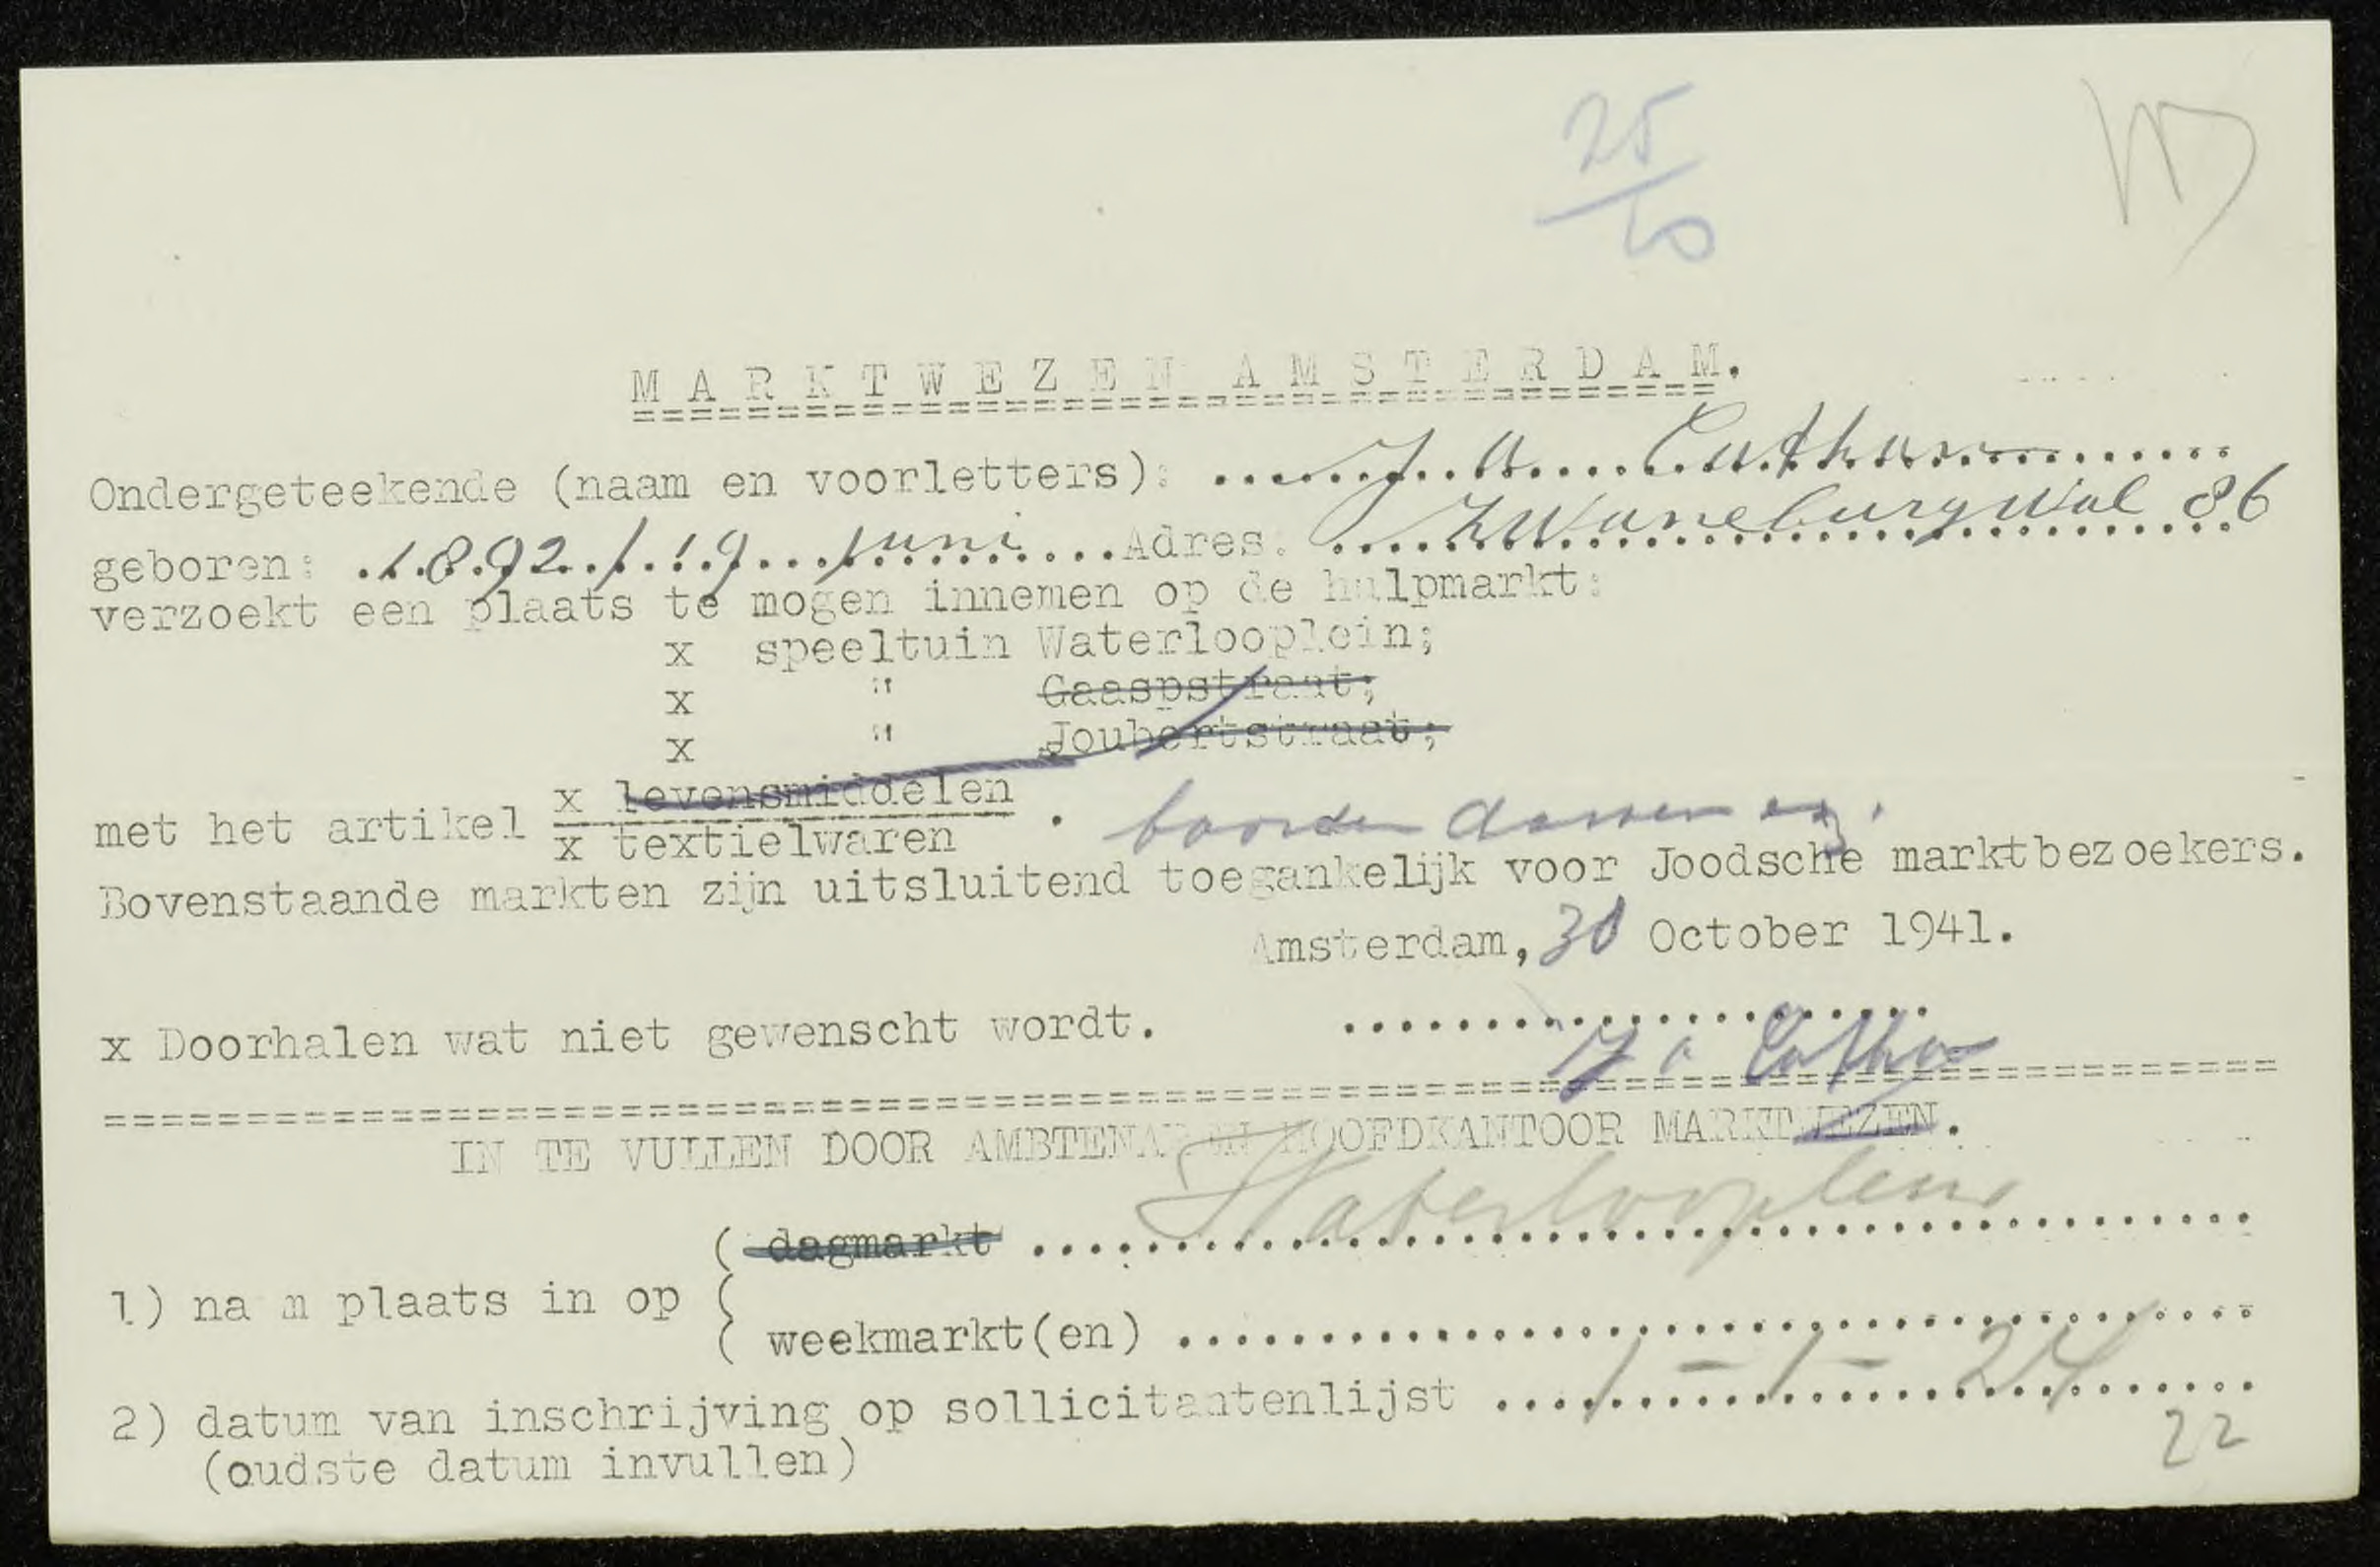 25
10
MARKTWEZEN AMSTERDAM.
Ondergeteekende (naam en voorletters): J. A.
geboren: 1892 / 19 juni Adres. Zwanenburgwal 86
verzoekt een plaats te mogen innemen op de hulpmarkt:
x speeltuin Waterlooplein;
x " Gaaspstraat;
x " Joubertstraat;
met het artikel x levensmiddelen
x textielwaren . boorden dassen enz.
Bovenstaande markten zijn uitsluitend toegankelijk voor Joodsche marktbezoekers.
Amsterdam, 30 October 1941.
x Doorhalen wat niet gewenscht wordt.
IN TE VULLEN DOOR AMBTENAREN HOOFDKANTOOR MARKTWEZEN.
( dagmarkt Waterlooplein
1) na m plaats in op (
( weekmarkt(en)
2) datum van inschrijving op sollicitantenlijst 1 - 1 - 24
(oudste datum invullen)
22